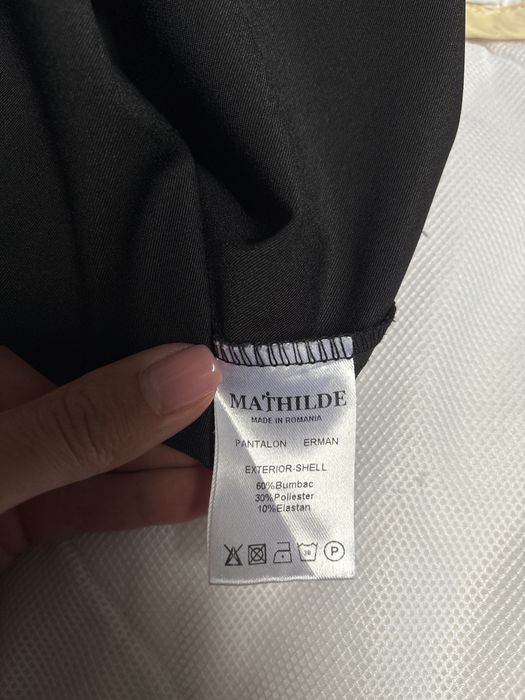 MATHILDE
MADE IN ROMANIA
PANTALON ERMAN
EXTERIOR-SHELL
60%Bumbac
30%Poliester
10%Elastan
P